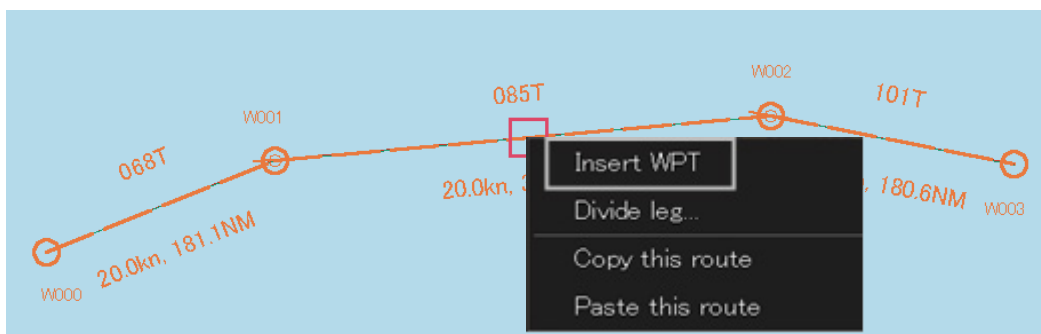 W002
085T
101T
W001
068T
Insert WPT
20.0kn,
180.6NM
W003
Divide leg...
20.0kn, 181.1NM
Copy this route
W000
Paste this route